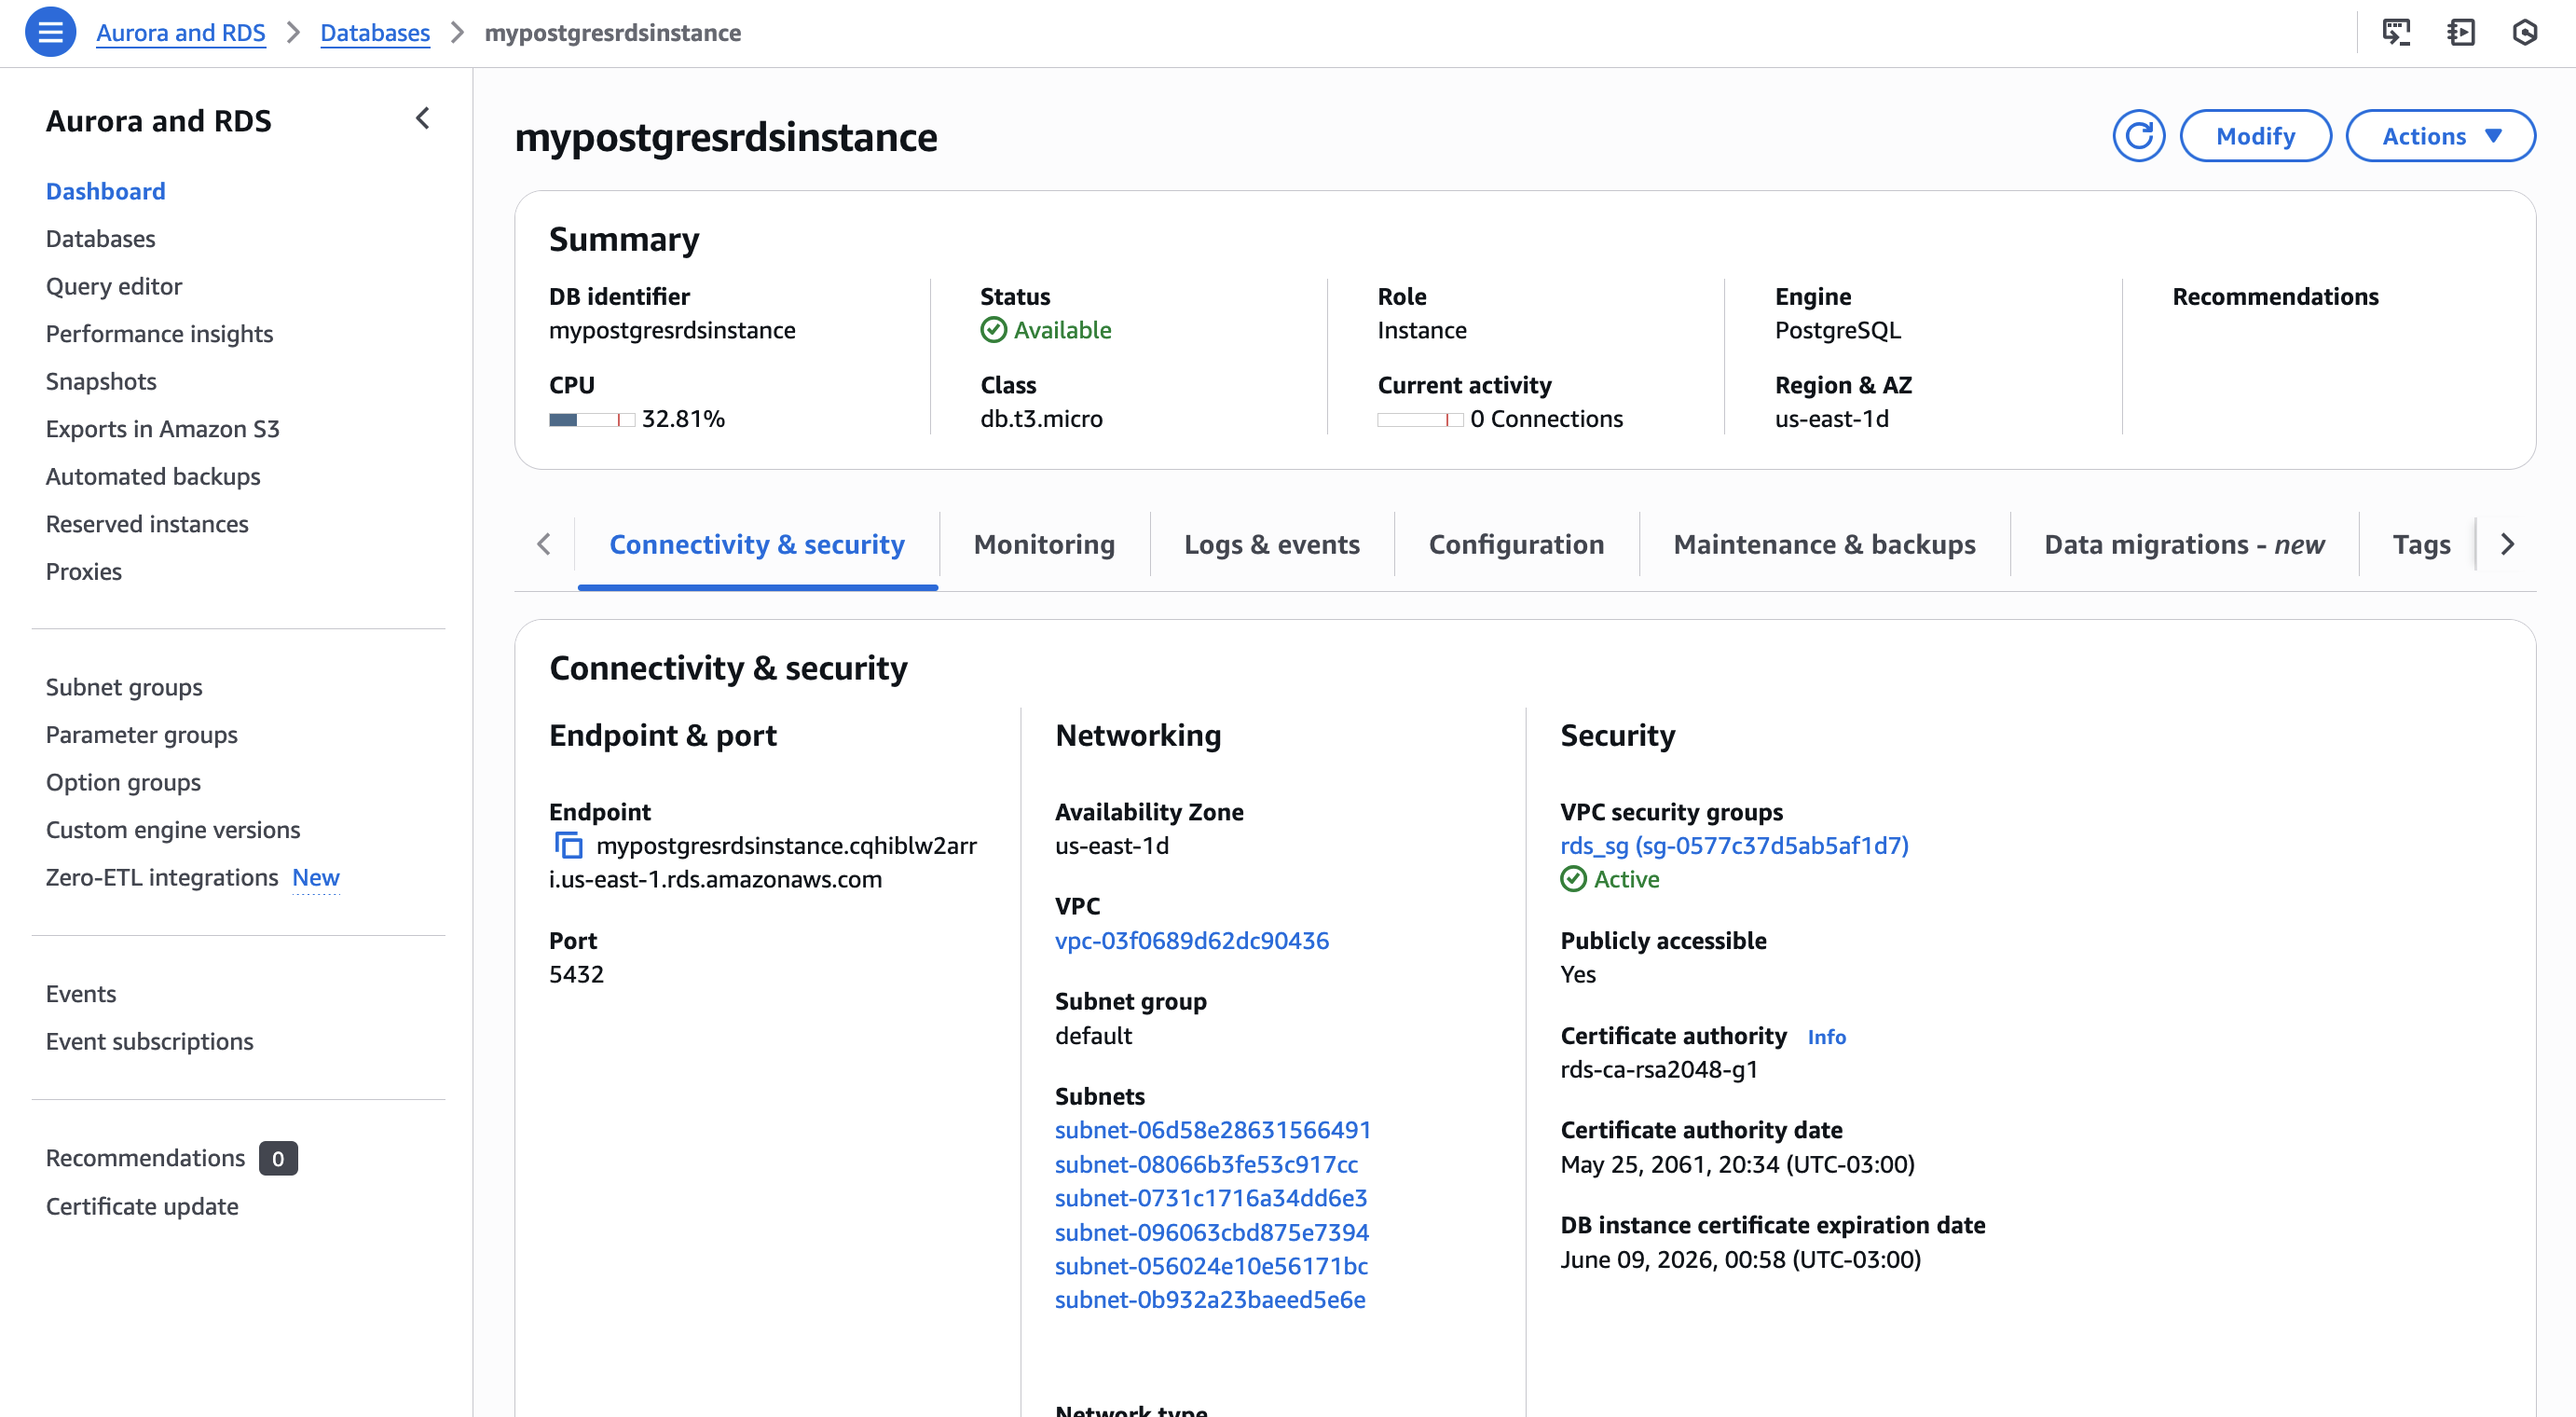 Aurora and RDS > Databases > mypostgresrdsinstance
Aurora and RDS
Dashboard
Databases
Query editor
Performance insights
Snapshots
Exports in Amazon S3
Automated backups
Reserved instances
Proxies
Subnet groups
Parameter groups
Option groups
Custom engine versions
Zero-ETL integrations New
Events
Event subscriptions
Recommendations 0
Certificate update
mypostgresrdsinstance
Modify
Actions
Summary
DB identifier
mypostgresrdsinstance
CPU
32.81%
Status
Available
Class
db.t3.micro
Role
Instance
Current activity
0 Connections
Engine
PostgreSQL
Region & AZ
us-east-1d
Recommendations
Connectivity & security
Monitoring
Logs & events
Configuration
Maintenance & backups
Data migrations - new
Tags
Connectivity & security
Endpoint & port
Endpoint
mypostgresrdsinstance.cqhiblw2arr
i.us-east-1.rds.amazonaws.com
Port
5432
Networking
Availability Zone
us-east-1d
VPC
vpc-03f0689d62dc90436
Subnet group
default
Subnets
subnet-06d58e28631566491
subnet-08066b3fe53c917cc
subnet-0731c1716a34dd6e3
subnet-096063cbd875e7394
subnet-056024e10e56171bc
subnet-0b932a23baeed5e6e
Network type
Security
VPC security groups
rds_sg (sg-0577c37d5ab5af1d7)
Active
Publicly accessible
Yes
Certificate authority Info
rds-ca-rsa2048-g1
Certificate authority date
May 25, 2061, 20:34 (UTC-03:00)
DB instance certificate expiration date
June 09, 2026, 00:58 (UTC-03:00)